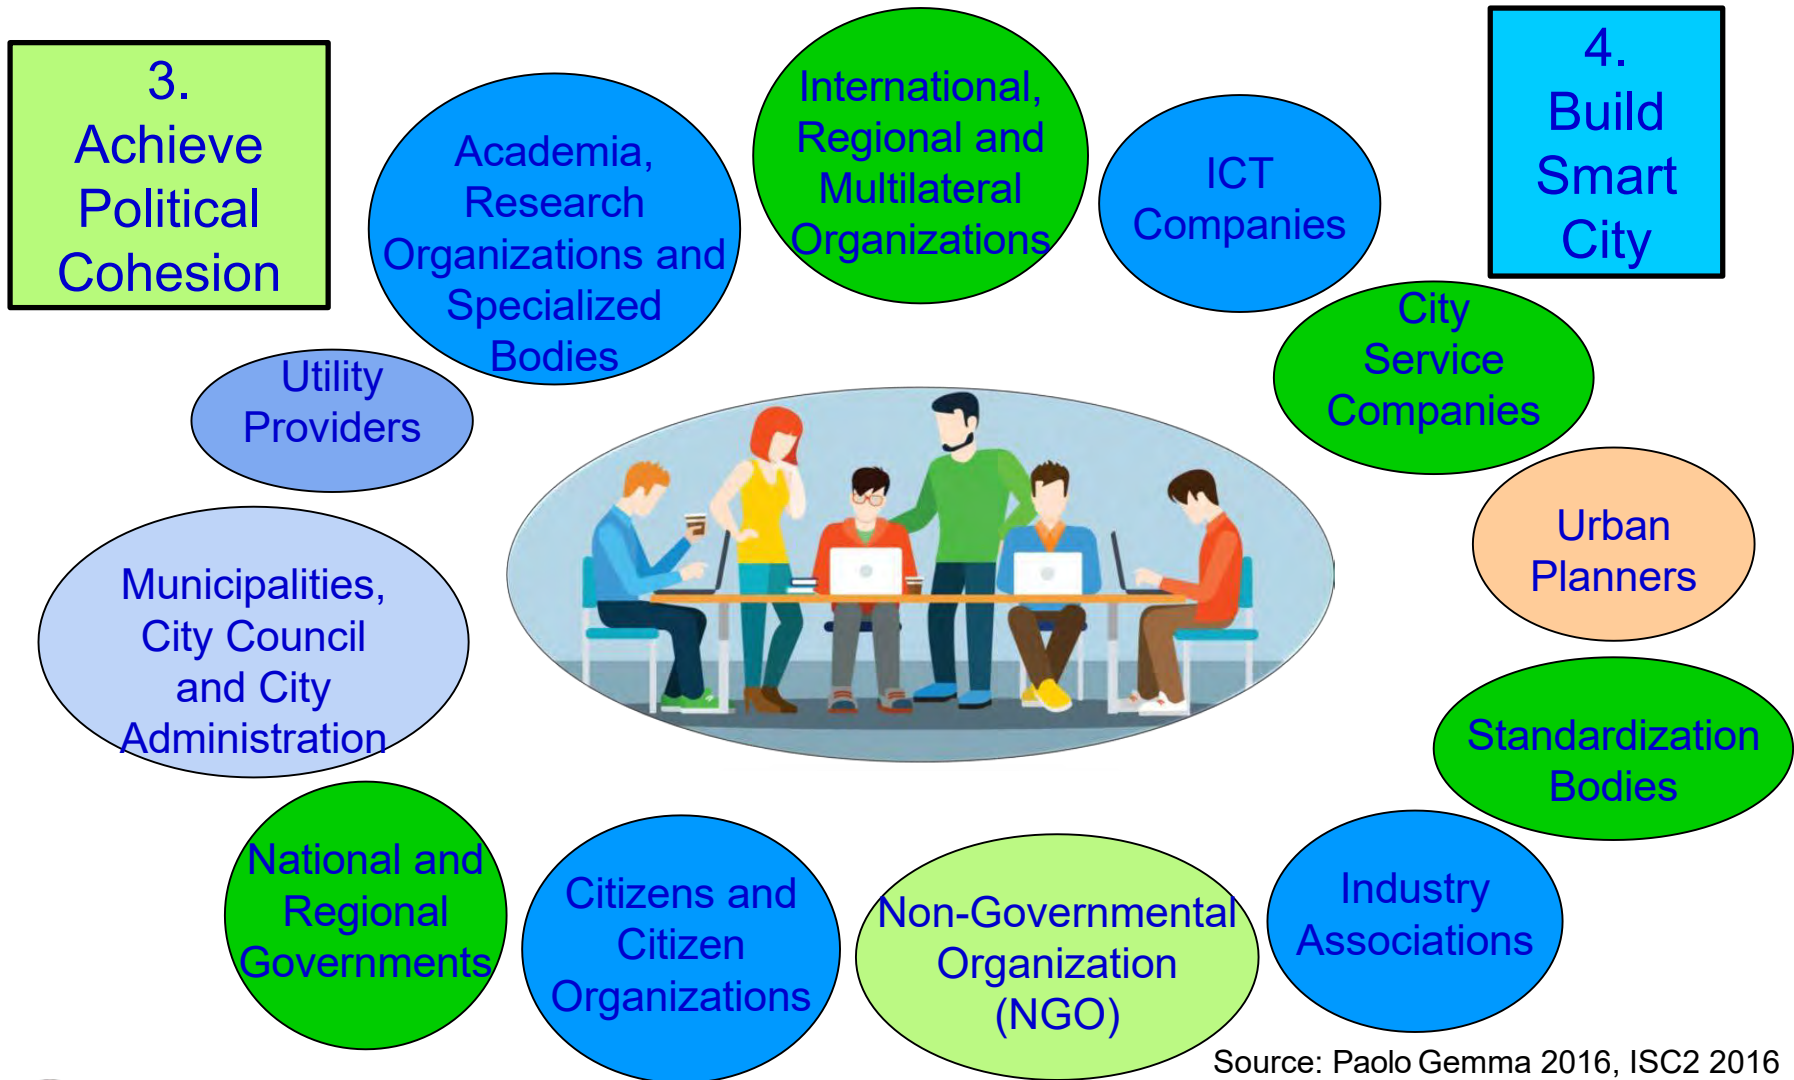 3.
Achieve
Political
Cohesion
Academia,
Research
Organizations and
Specialized
Bodies
International,
Regional and
Multilateral
Organizations
ICT
Companies
4.
Build
Smart
City
City
Service
Companies
Utility
Providers
Urban
Planners
Municipalities,
City Council
and City
Administration
Standardization
Bodies
National and
Regional
Governments
Citizens and
Citizen
Organizations
Non-Governmental
Organization
(NGO)
Industry
Associations
Source: Paolo Gemma 2016, ISC2 2016